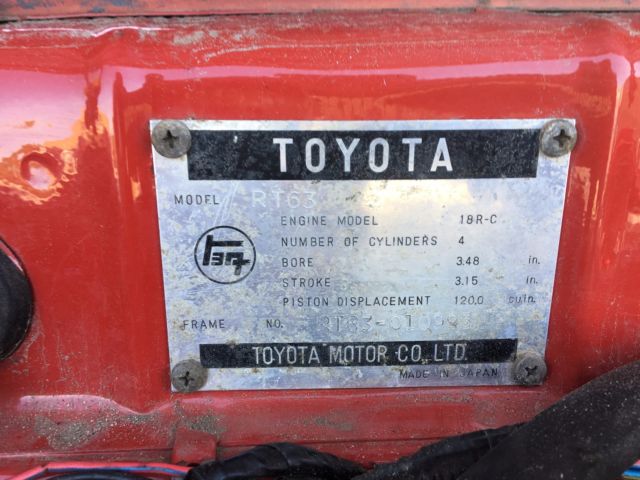 TOYOTA
MODEL RT63
ENGINE MODEL 18R-C
NUMBER OF CYLINDERS 4
BORE 3.48 in.
STROKE 3.15 in.
PISTON DISPLACEMENT 120.0 cu.in.
FRAME NO.
TOYOTA MOTOR CO., LTD.
MADE IN JAPAN